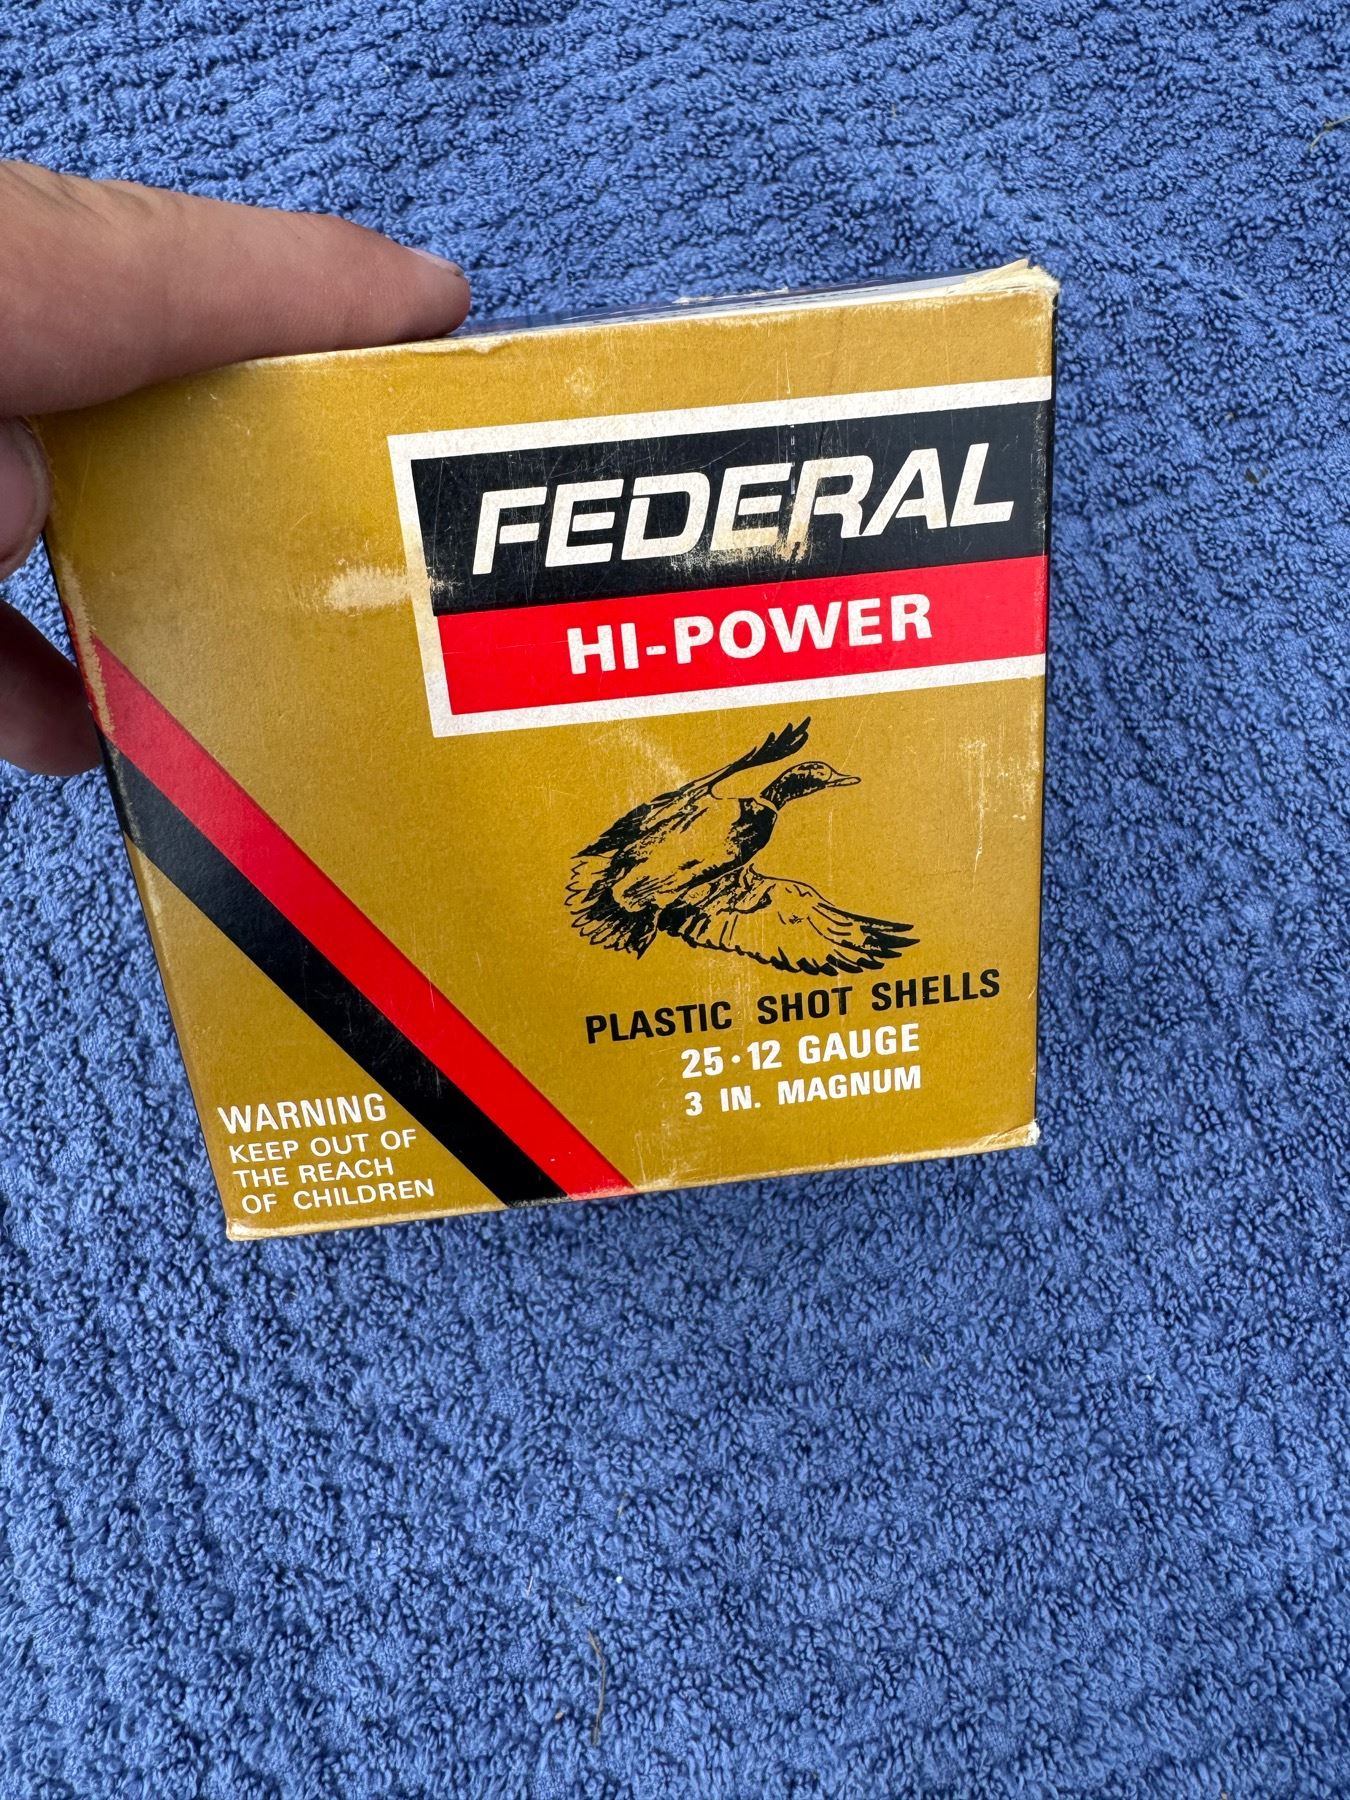 FEDERAL
HI-POWER
PLASTIC SHOT SHELLS
25·12 GAUGE
3 IN. MAGNUM
WARNING
KEEP OUT OF
THE REACH
OF CHILDREN